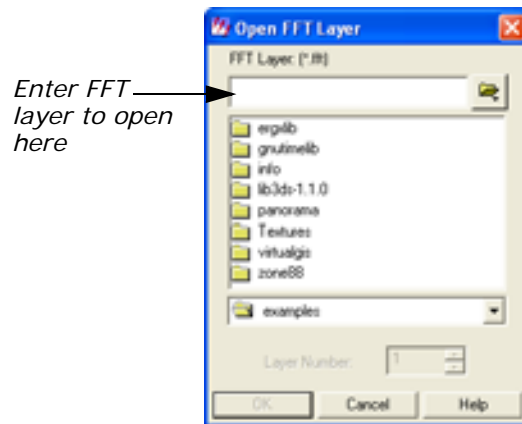 Open FFT Layer
FFT Layer: (*.fft)
Enter FFT
layer to open
here
ergilib
gnutimelib
info
lib3ds-1.1.0
panorama
Textures
virtualgis
zone88
examples
Layer Number: 1
OK Cancel Help